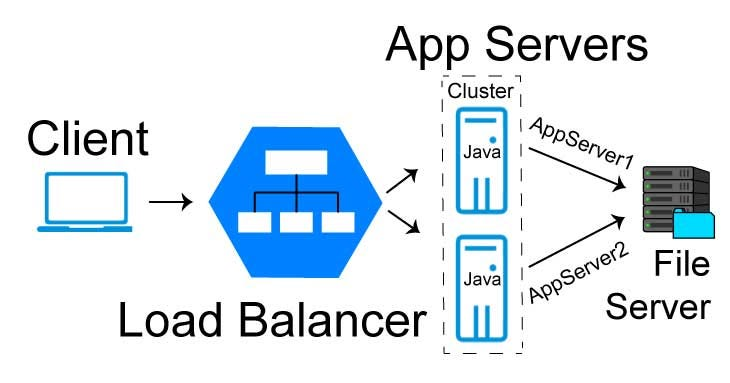 App Servers
Client
Cluster
Java
AppServer1
Java
AppServer2
File
Server
Load Balancer